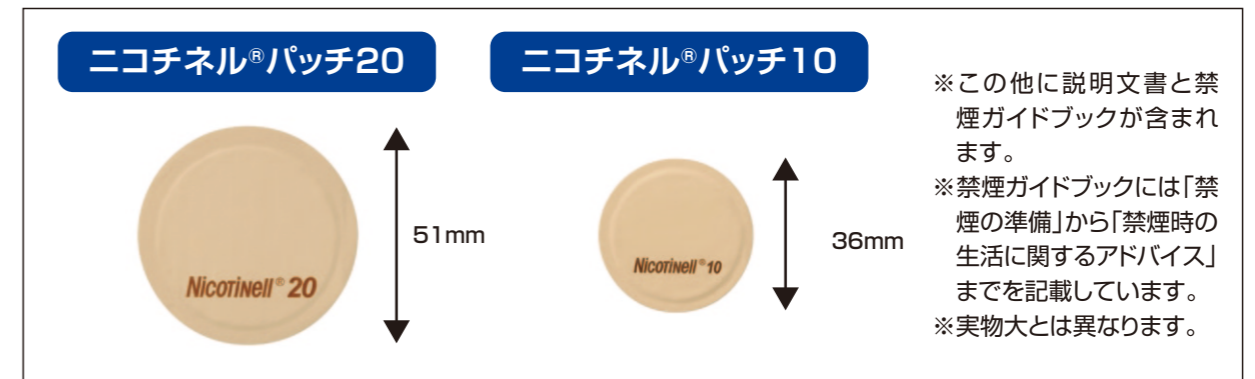 ニコチネル®パッチ20
Nicotinell® 20
51mm
ニコチネル®パッチ10
Nicotinell® 10
36mm
※この他に説明文書と禁
煙ガイドブックが含まれ
ます。
※禁煙ガイドブックには「禁
煙の準備」から「禁煙時の
生活に関するアドバイス」
までを記載しています。
※実物大とは異なります。